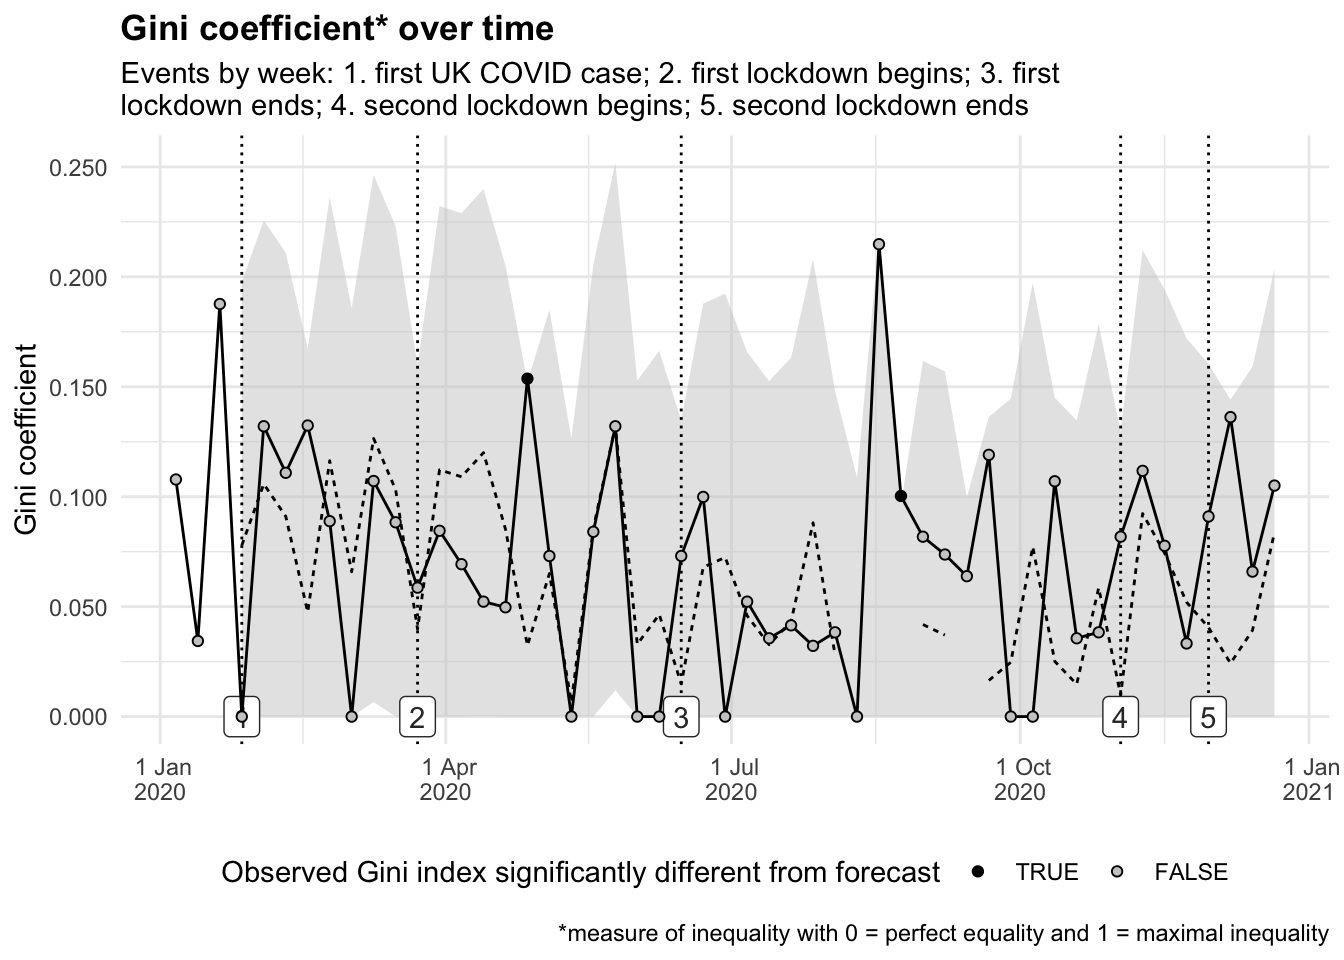 Gini coefficient* over time
Events by week: 1. first UK COVID case; 2. first lockdown begins; 3. first
lockdown ends; 4. second lockdown begins; 5. second lockdown ends
Gini coefficient
0.250
0.200
0.150
0.100
0.050
0.000
1
2
3
4
5
1 Jan
2020
1 Apr
2020
1 Jul
2020
1 Oct
2020
1 Jan
2021
Observed Gini index significantly different from forecast
TRUE
FALSE
*measure of inequality with 0 = perfect equality and 1 = maximal inequality